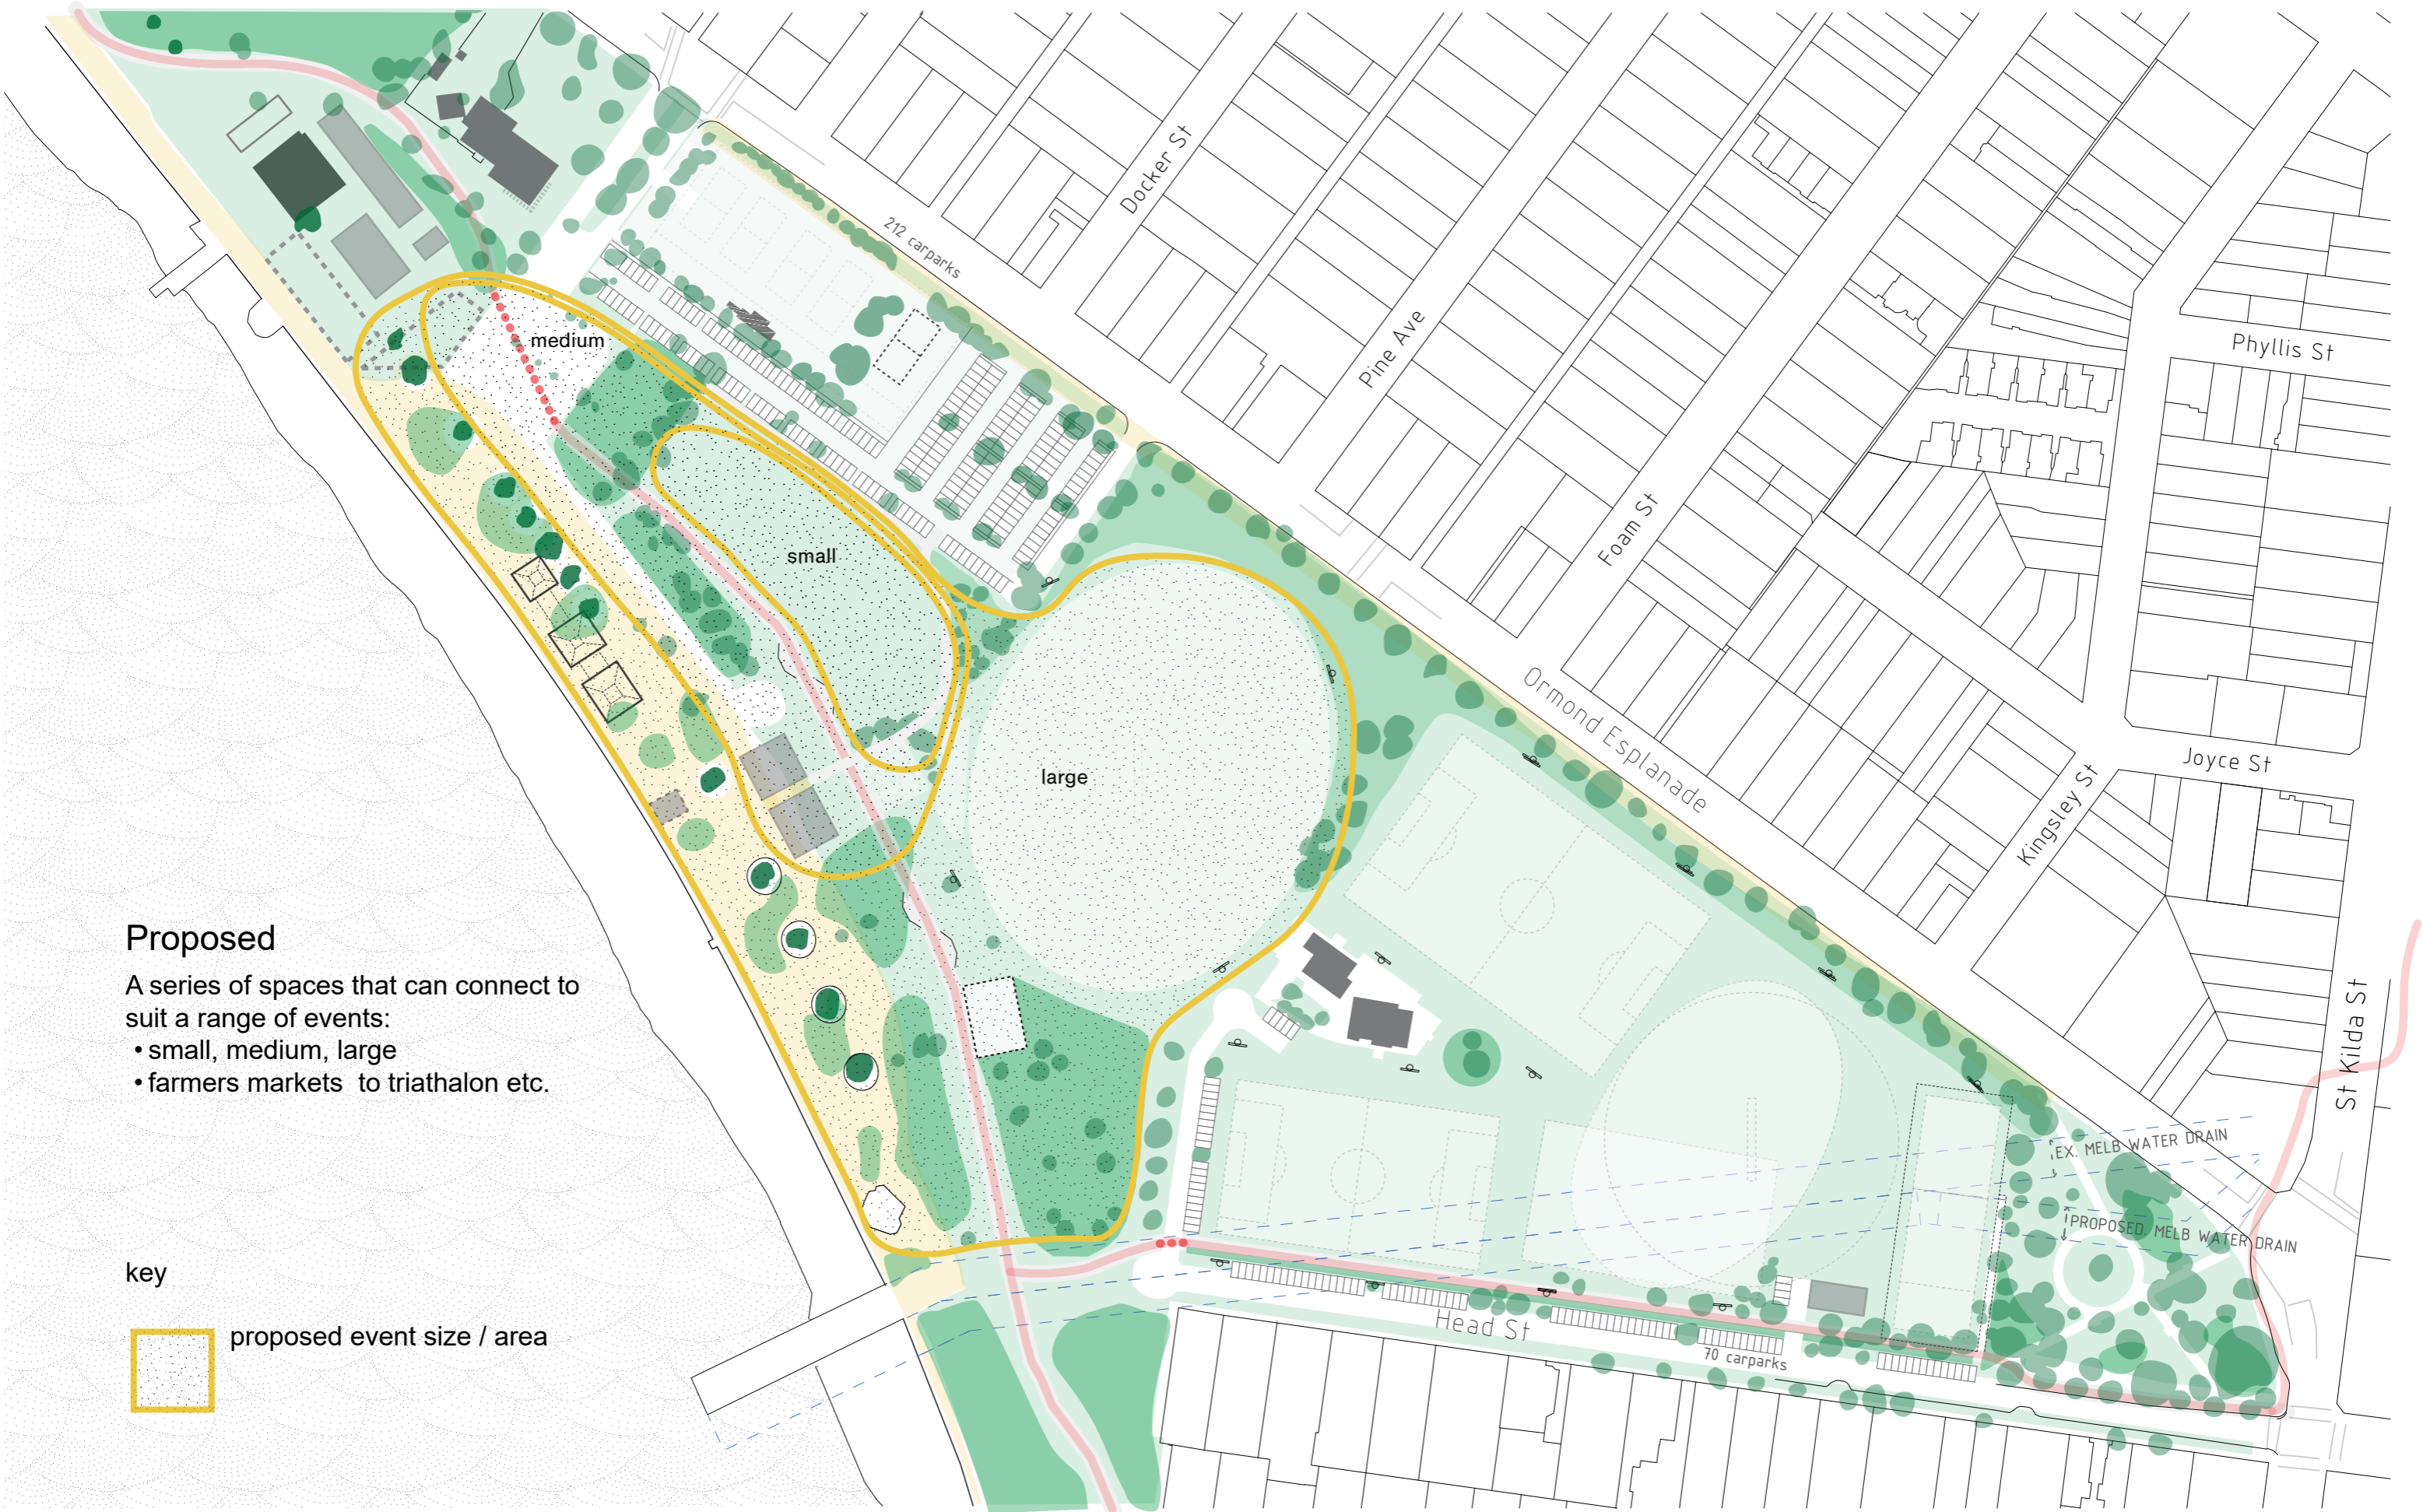 Docker St
212 carparks
medium
Pine Ave
Phyllis St
small
Foam St
Ormond Esplanade
large
Joyce St
Kingsley St
St Kilda St
Proposed
A series of spaces that can connect to
suit a range of events:
• small, medium, large
• farmers markets to triathalon etc.
EX. MELB WATER DRAIN
PROPOSED MELB WATER DRAIN
key
proposed event size / area
Head St
70 carparks